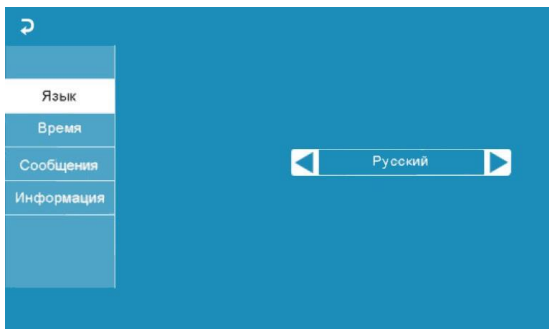 Язык
Время
Сообщения
Информация
Русский